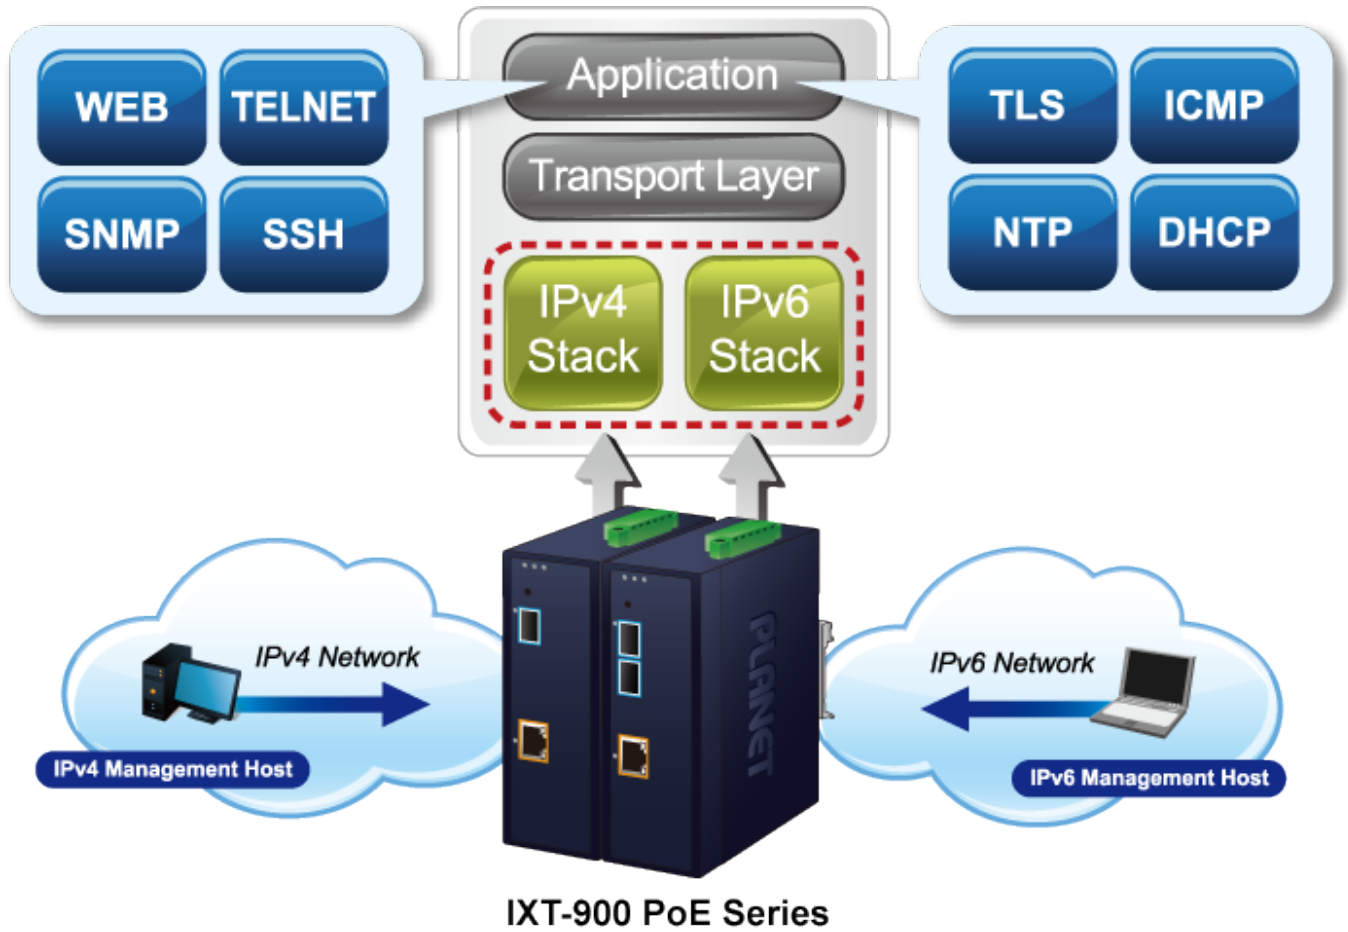 WEB
TELNET
SNMP
SSH
Application
Transport Layer
IPv4
Stack
IPv6
Stack
TLS
ICMP
NTP
DHCP
IPv4 Network
IPv4 Management Host
PLANET
IPv6 Network
IPv6 Management Host
IXT-900 PoE Series